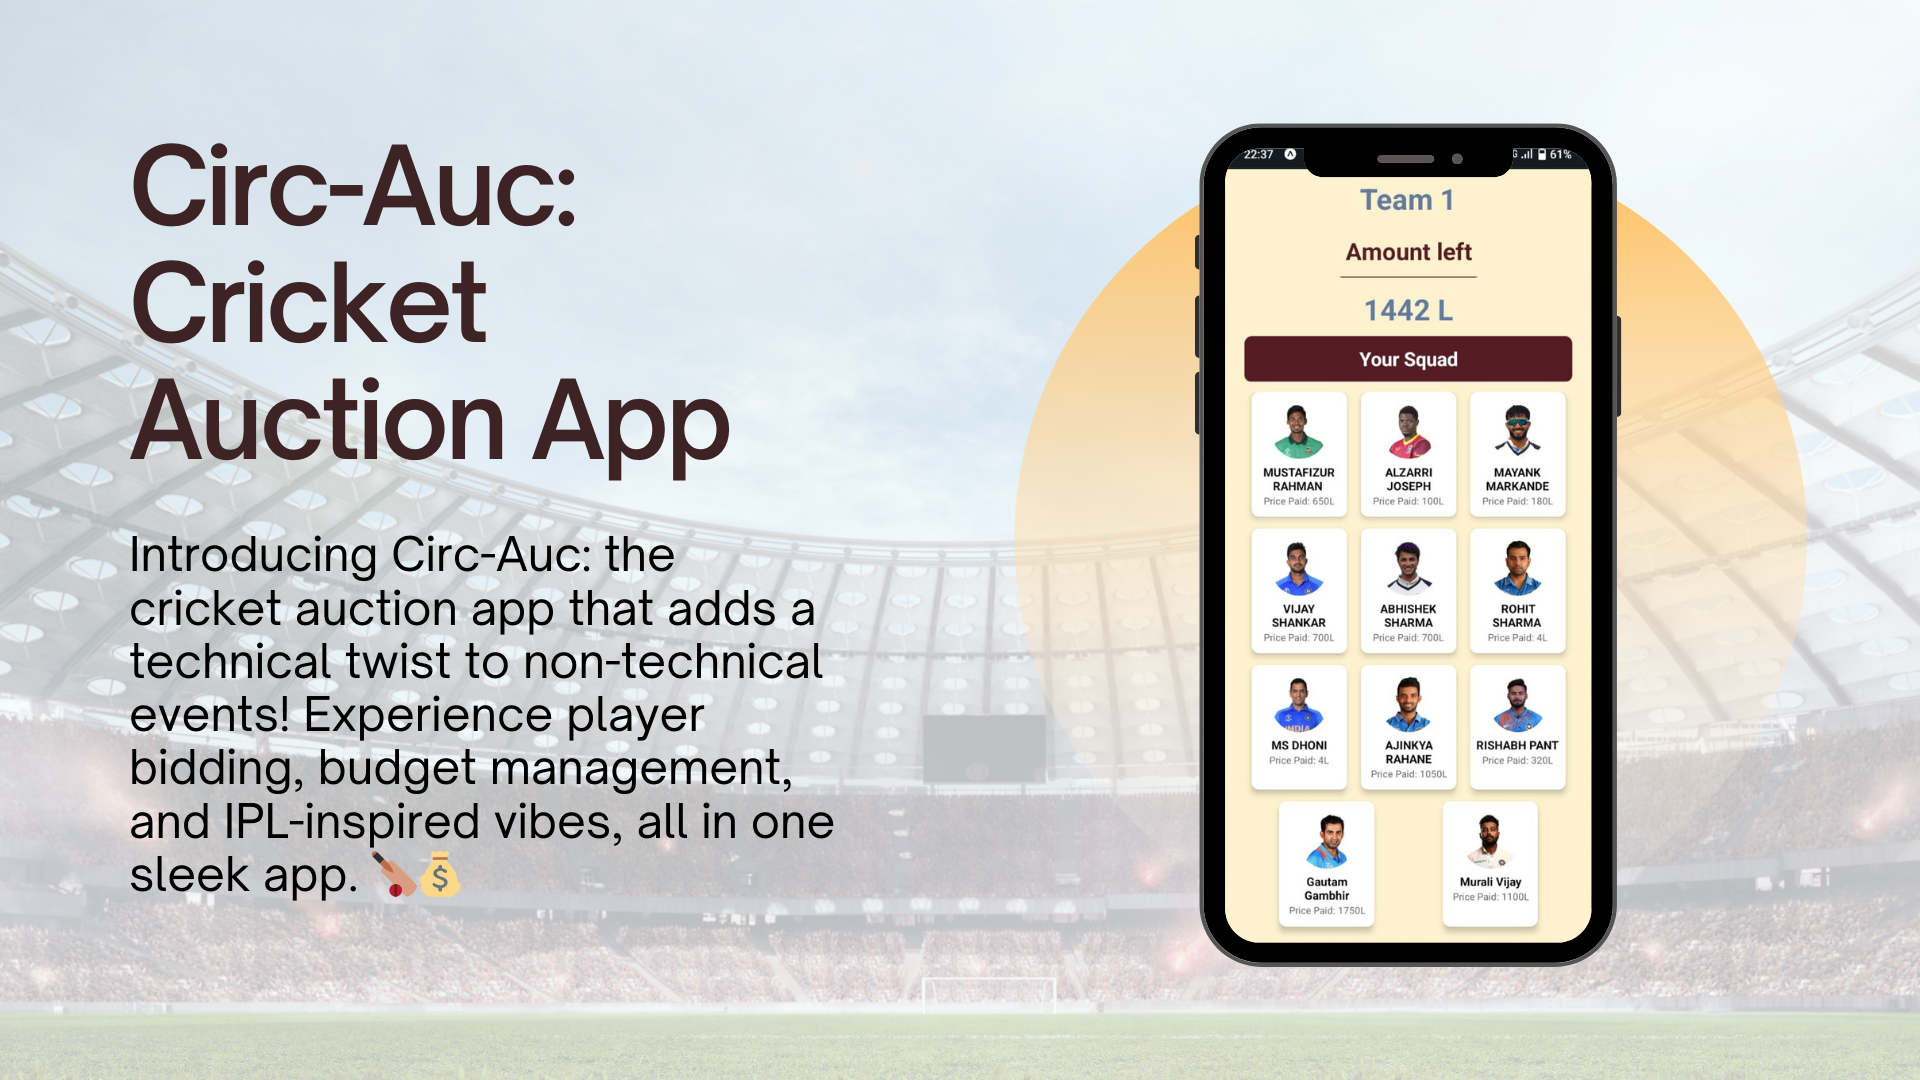 Circ-Auc:
Cricket
Auction App
Introducing Circ-Auc: the
cricket auction app that adds a
technical twist to non-technical
events! Experience player
bidding, budget management,
and IPL-inspired vibes, all in one
sleek app. 🏏💰
22:37
G 61%
Team 1
Amount left
1442 L
Your Squad
MUSTAFIZUR
RAHMAN
Price Paid: 650L
ALZARRI
JOSEPH
Price Paid: 100L
MAYANK
MARKANDE
Price Paid: 180L
VIJAY
SHANKAR
Price Paid: 700L
ABHISHEK
SHARMA
Price Paid: 700L
ROHIT
SHARMA
Price Paid: 4L
MS DHONI
Price Paid: 4L
AJINKYA
RAHANE
Price Paid: 1050L
RISHABH PANT
Price Paid: 320L
Gautam
Gambhir
Price Paid: 1750L
Murali Vijay
Price Paid: 1100L